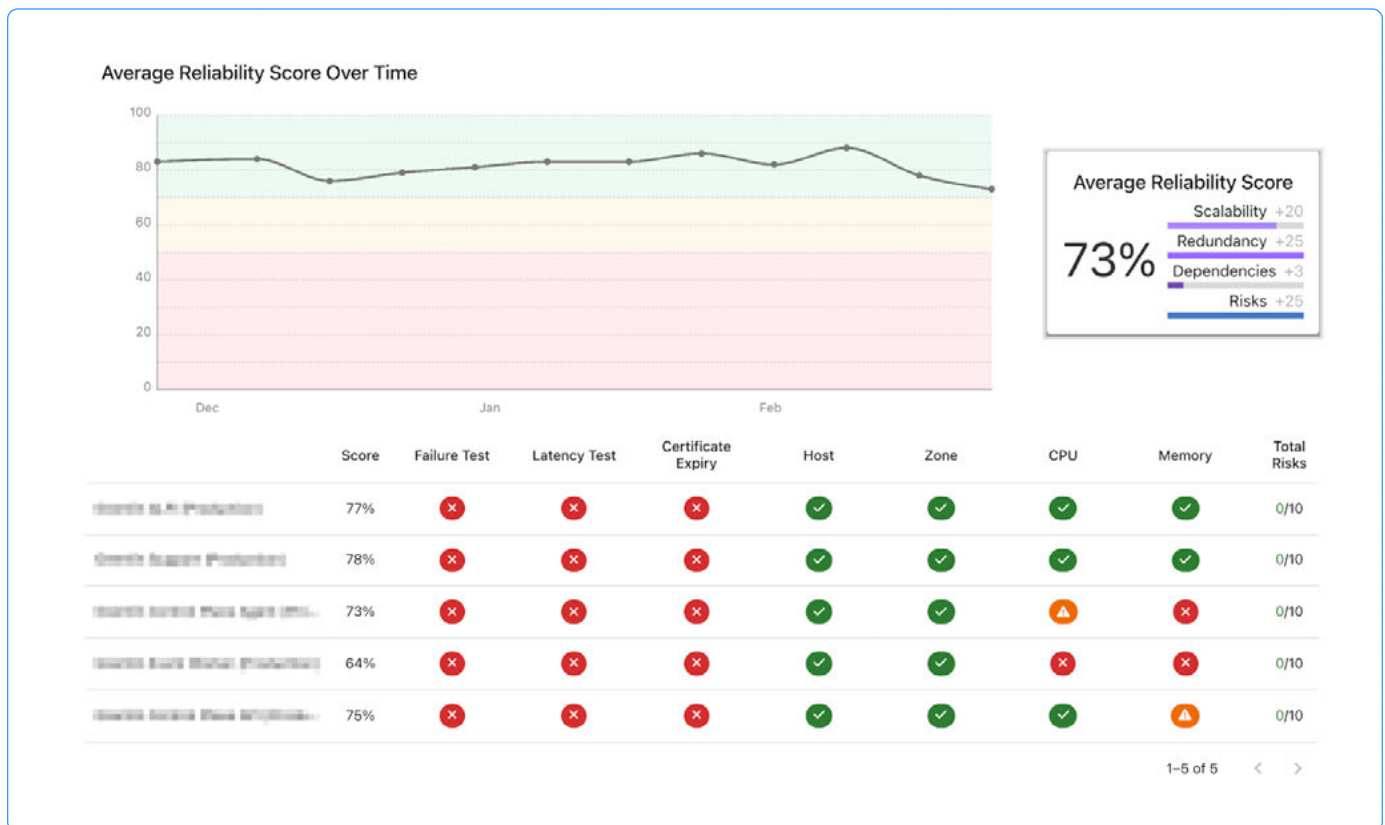 Average Reliability Score Over Time
100
80
60
40
20
0
Dec Jan Feb
Average Reliability Score
73%
Scalability +20
Redundancy +25
Dependencies +3
Risks +25
Score Failure Test Latency Test Certificate Expiry Host Zone CPU Memory Total Risks
77% 0/10
78% 0/10
73% 0/10
64% 0/10
75% 0/10
1–5 of 5